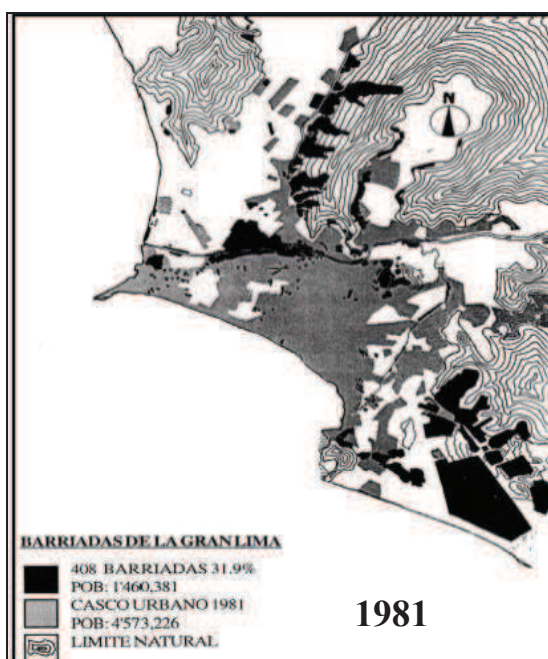 N
BARRIADAS DE LA GRAN LIMA
408 BARRIADAS 31.9%
POB: 1'460,381
CASCO URBANO 1981
POB: 4'573,226
LIMITE NATURAL
1981